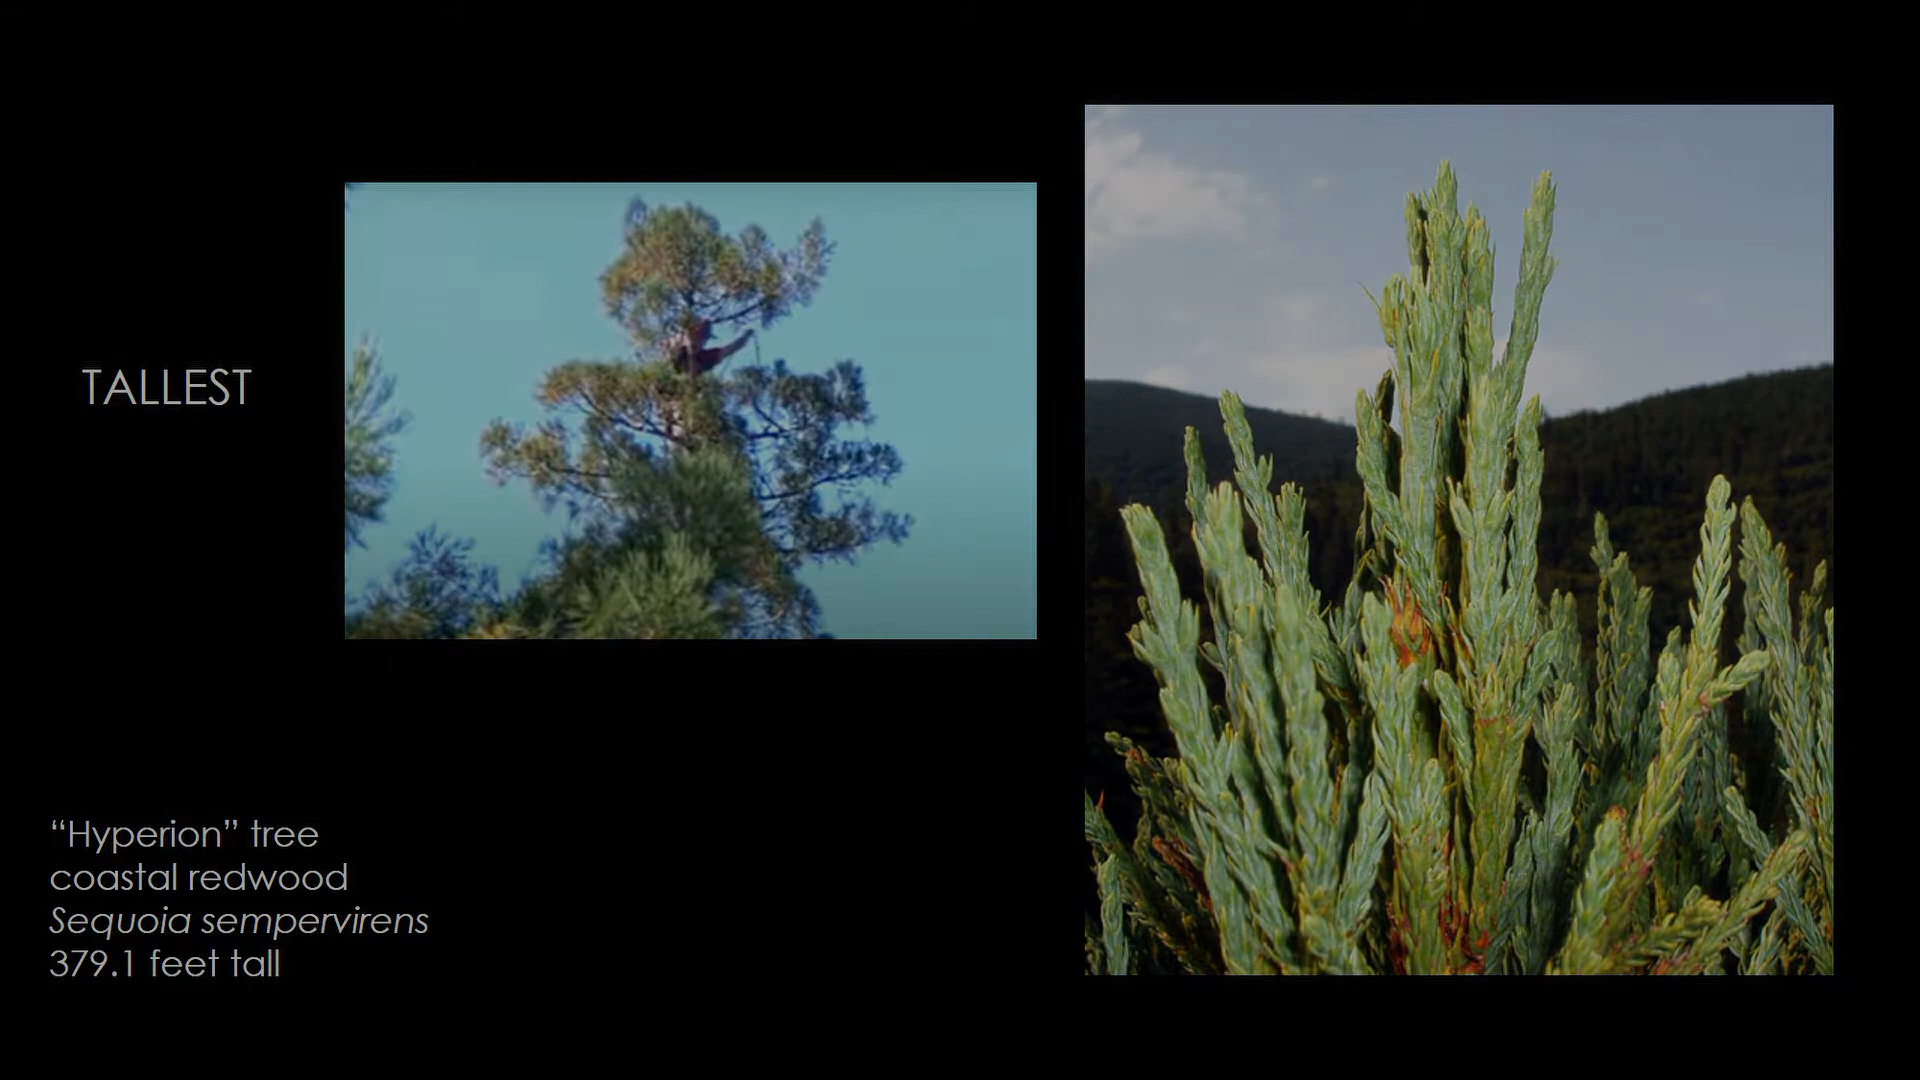 TALLEST
“Hyperion” tree
coastal redwood
Sequoia sempervirens
379.1 feet tall